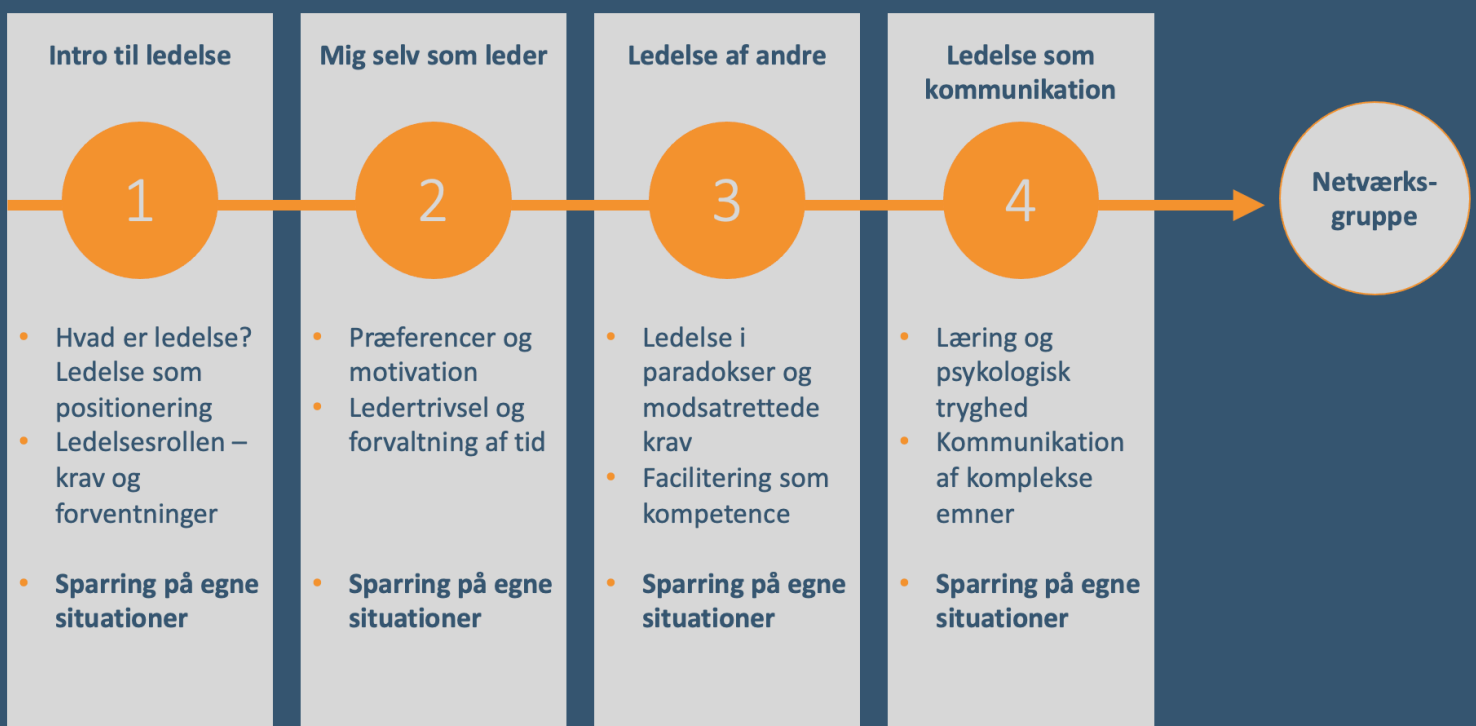 Intro til ledelse
1
• Hvad er ledelse?
Ledelse som
positionering
• Ledelsesrollen –
krav og
forventninger
• Sparring på egne
situationer
Mig selv som leder
2
• Præferencer og
motivation
• Ledertrivsel og
forvaltning af tid
• Sparring på egne
situationer
Ledelse af andre
3
• Ledelse i
paradokser og
modsatrettede
krav
• Facilitering som
kompetence
• Sparring på egne
situationer
Ledelse som
kommunikation
4
• Læring og
psykologisk
tryghed
• Kommunikation
af komplekse
emner
• Sparring på egne
situationer
Netværks-
gruppe